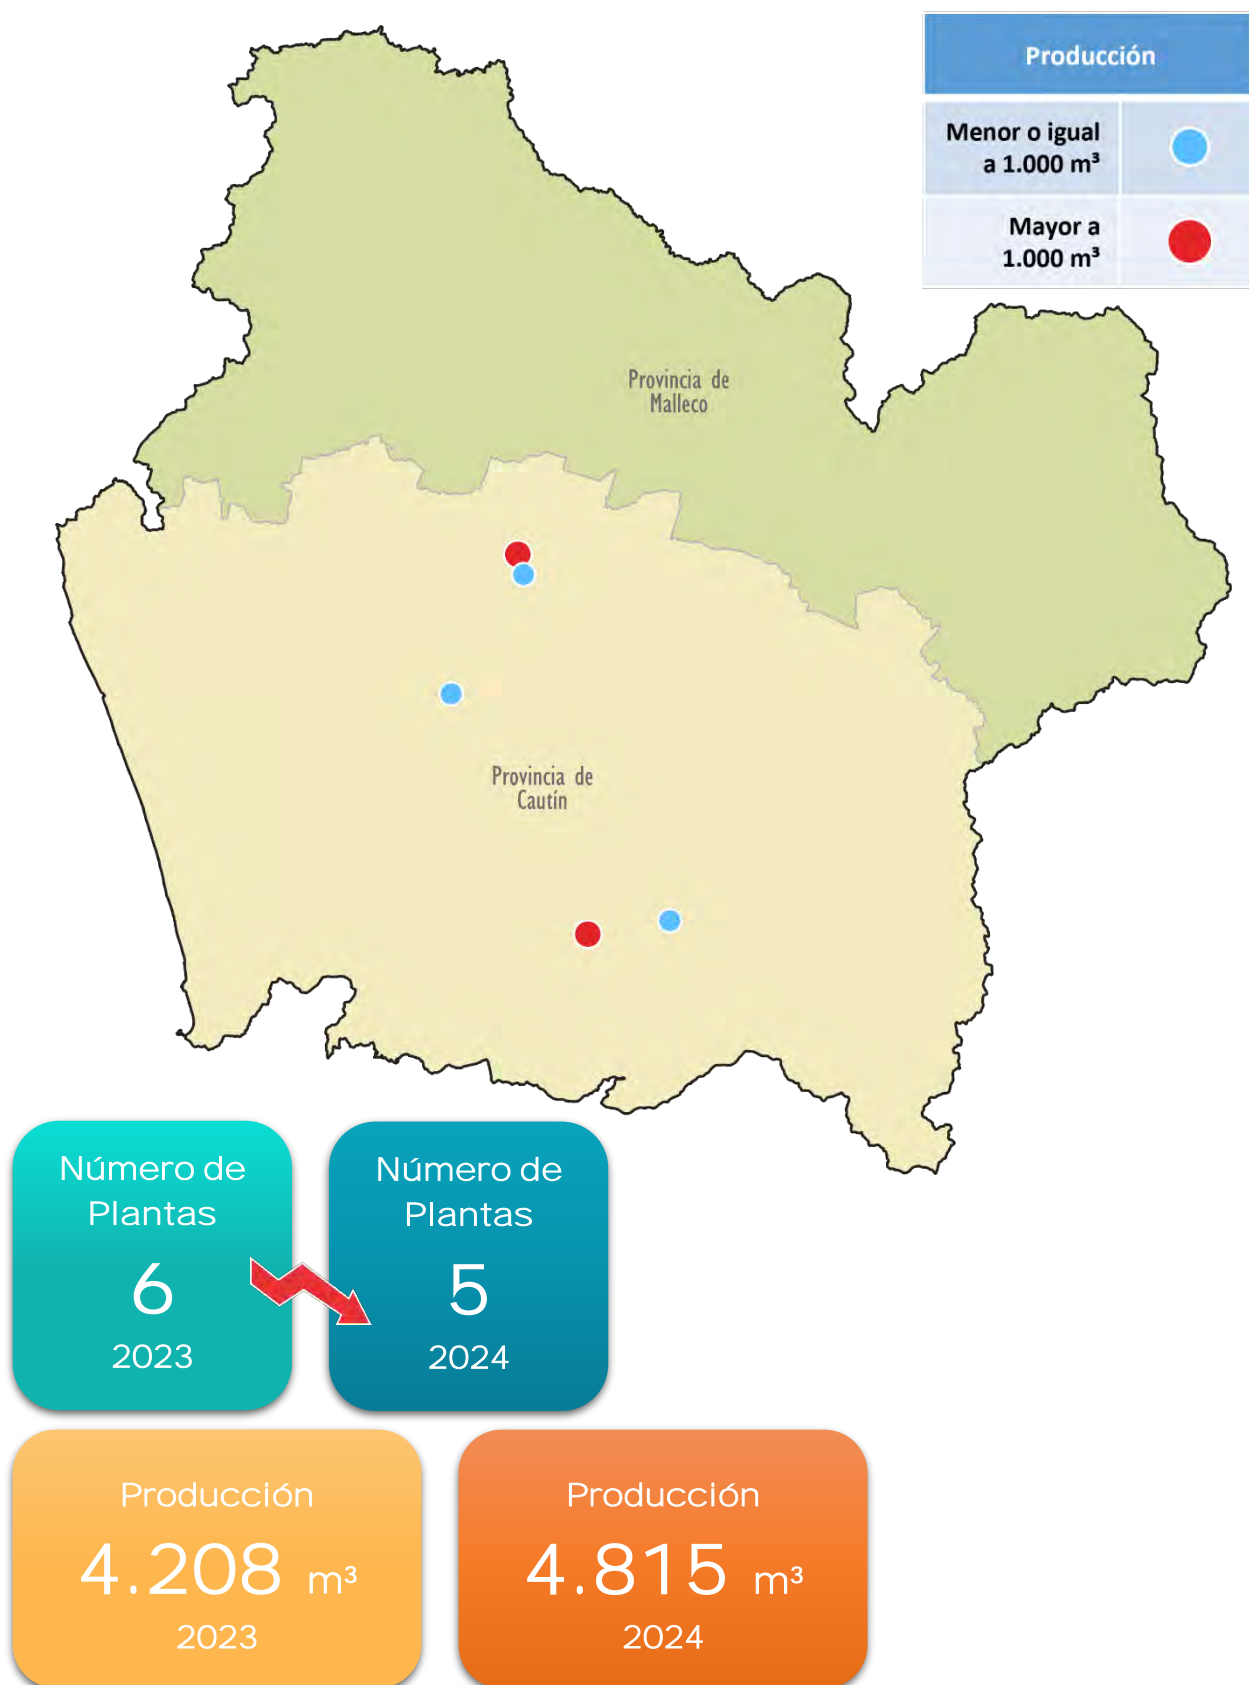 Producción
Menor o igual
a 1.000 m³
Mayor a
1.000 m³
Provincia de
Malleco
Provincia de
Cautín
Número de
Plantas
6
2023
Número de
Plantas
5
2024
Producción
4.208 m³
2023
Producción
4.815 m³
2024